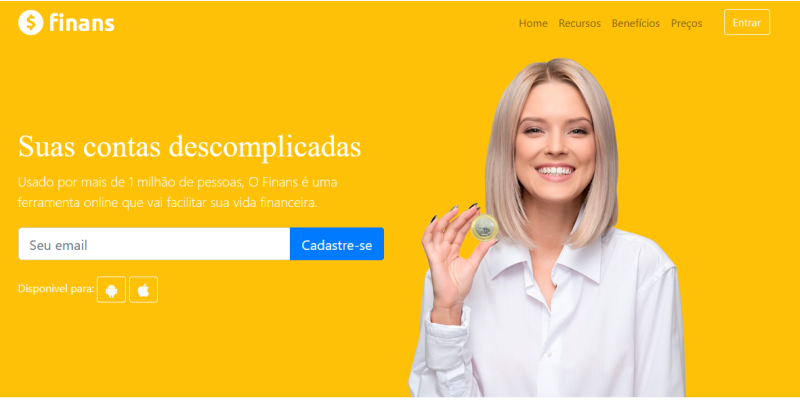 finans
Home Recursos Benefícios Preços Entrar
Suas contas descomplicadas
Usado por mais de 1 milhão de pessoas, O Finans é uma
ferramenta online que vai facilitar sua vida financeira.
Seu email Cadastre-se
Disponível para: